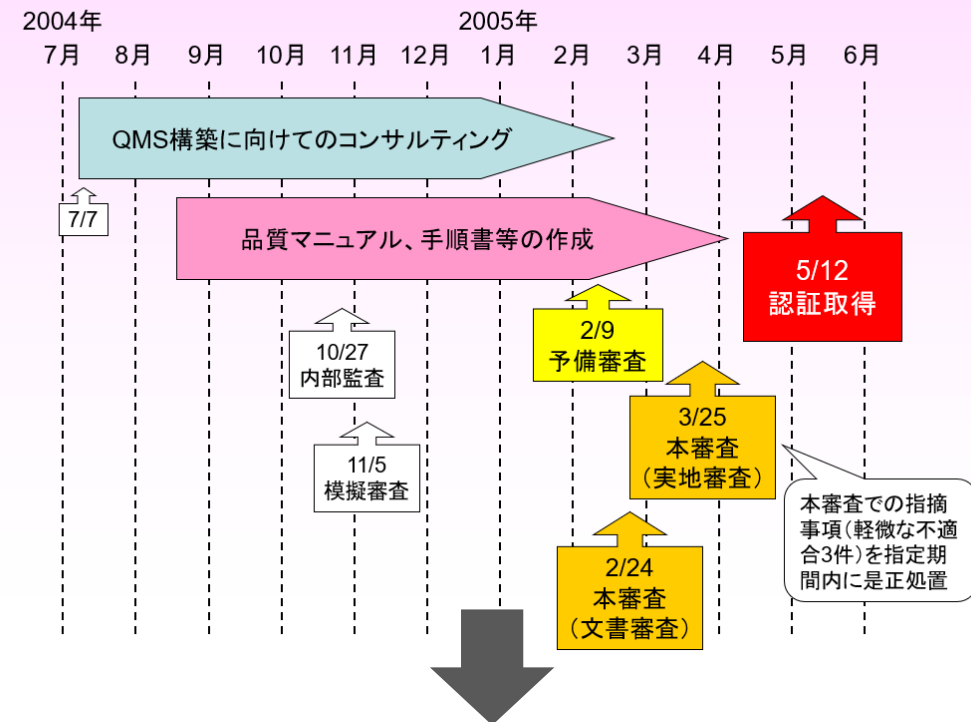 2004年
2005年
7月
8月
9月
10月
11月
12月
1月
2月
3月
4月
5月
6月
QMS構築に向けてのコンサルティング
7/7
品質マニュアル、手順書等の作成
5/12
認証取得
10/27
内部監査
2/9
予備審査
11/5
模擬審査
3/25
本審査
（実地審査）
本審査での指摘
事項（軽微な不適
合3件）を指定期
間内に是正処置
2/24
本審査
（文書審査）